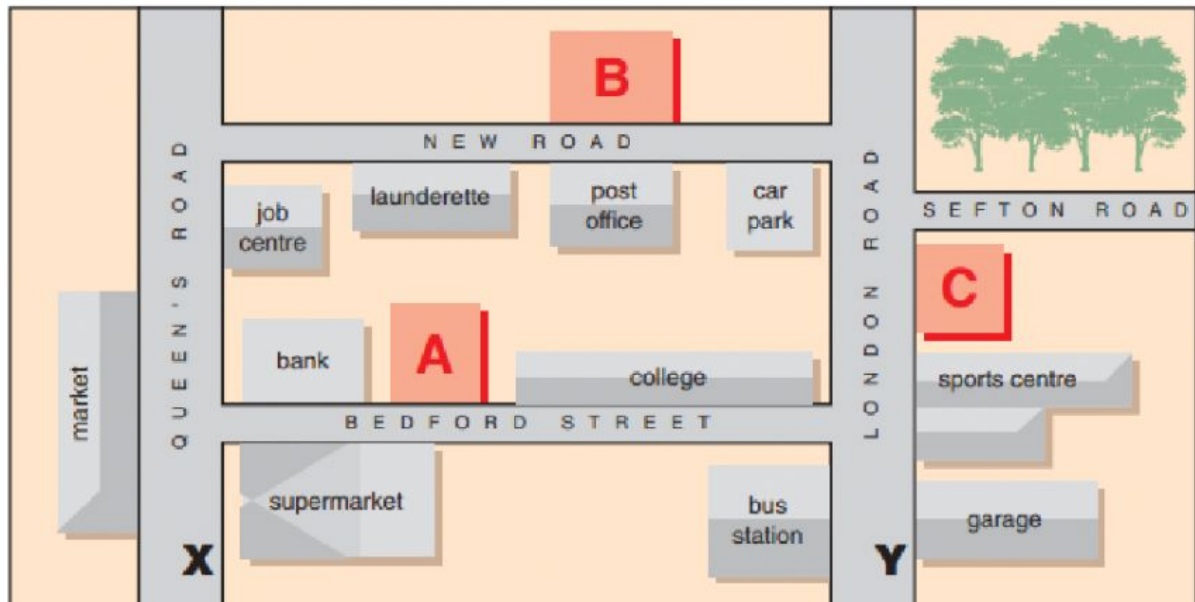 B
NEW ROAD
QUEEN'S ROAD
LONDON ROAD
SEFTON ROAD
job
centre
launderette
post
office
car
park
market
bank
A
college
C
sports centre
BEDFORD STREET
supermarket
bus
station
garage
X
Y